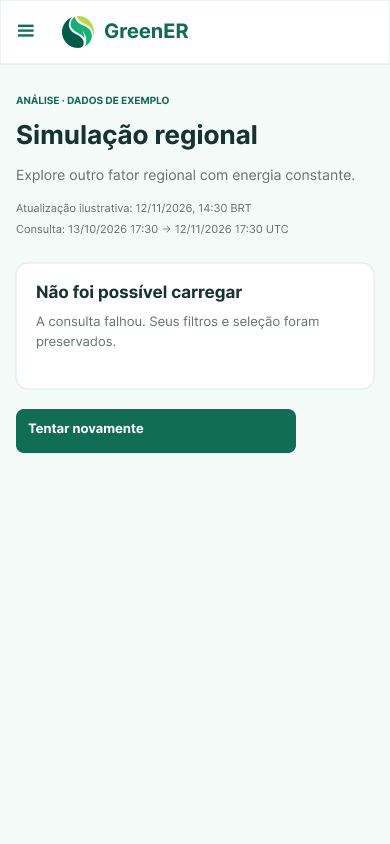 GreenER
ANÁLISE · DADOS DE EXEMPLO
Simulação regional
Explore outro fator regional com energia constante.
Atualização ilustrativa: 12/11/2026, 14:30 BRT
Consulta: 13/10/2026 17:30 → 12/11/2026 17:30 UTC
Não foi possível carregar
A consulta falhou. Seus filtros e seleção foram
preservados.
Tentar novamente